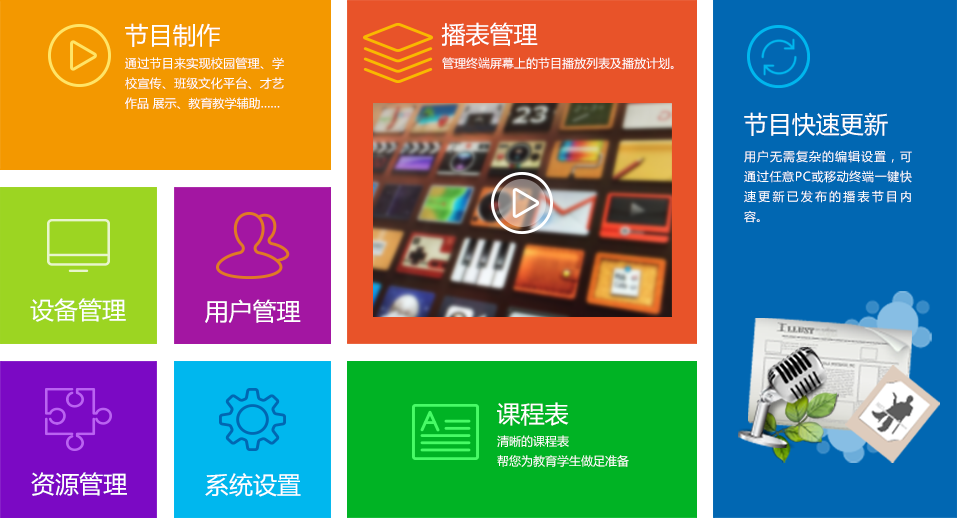 节目制作
通过节目来实现校园管理、学
校宣传、班级文化平台、才艺
作品 展示、教育教学辅助......
播表管理
管理终端屏幕上的节目播放列表及播放计划。
23
节目快速更新
用户无需复杂的编辑设置，可
通过任意PC或移动终端一键快
速更新已发布的播表节目内
容。
设备管理
用户管理
资源管理
系统设置
A
课程表
清晰的课程表
帮您为教育学生做足准备